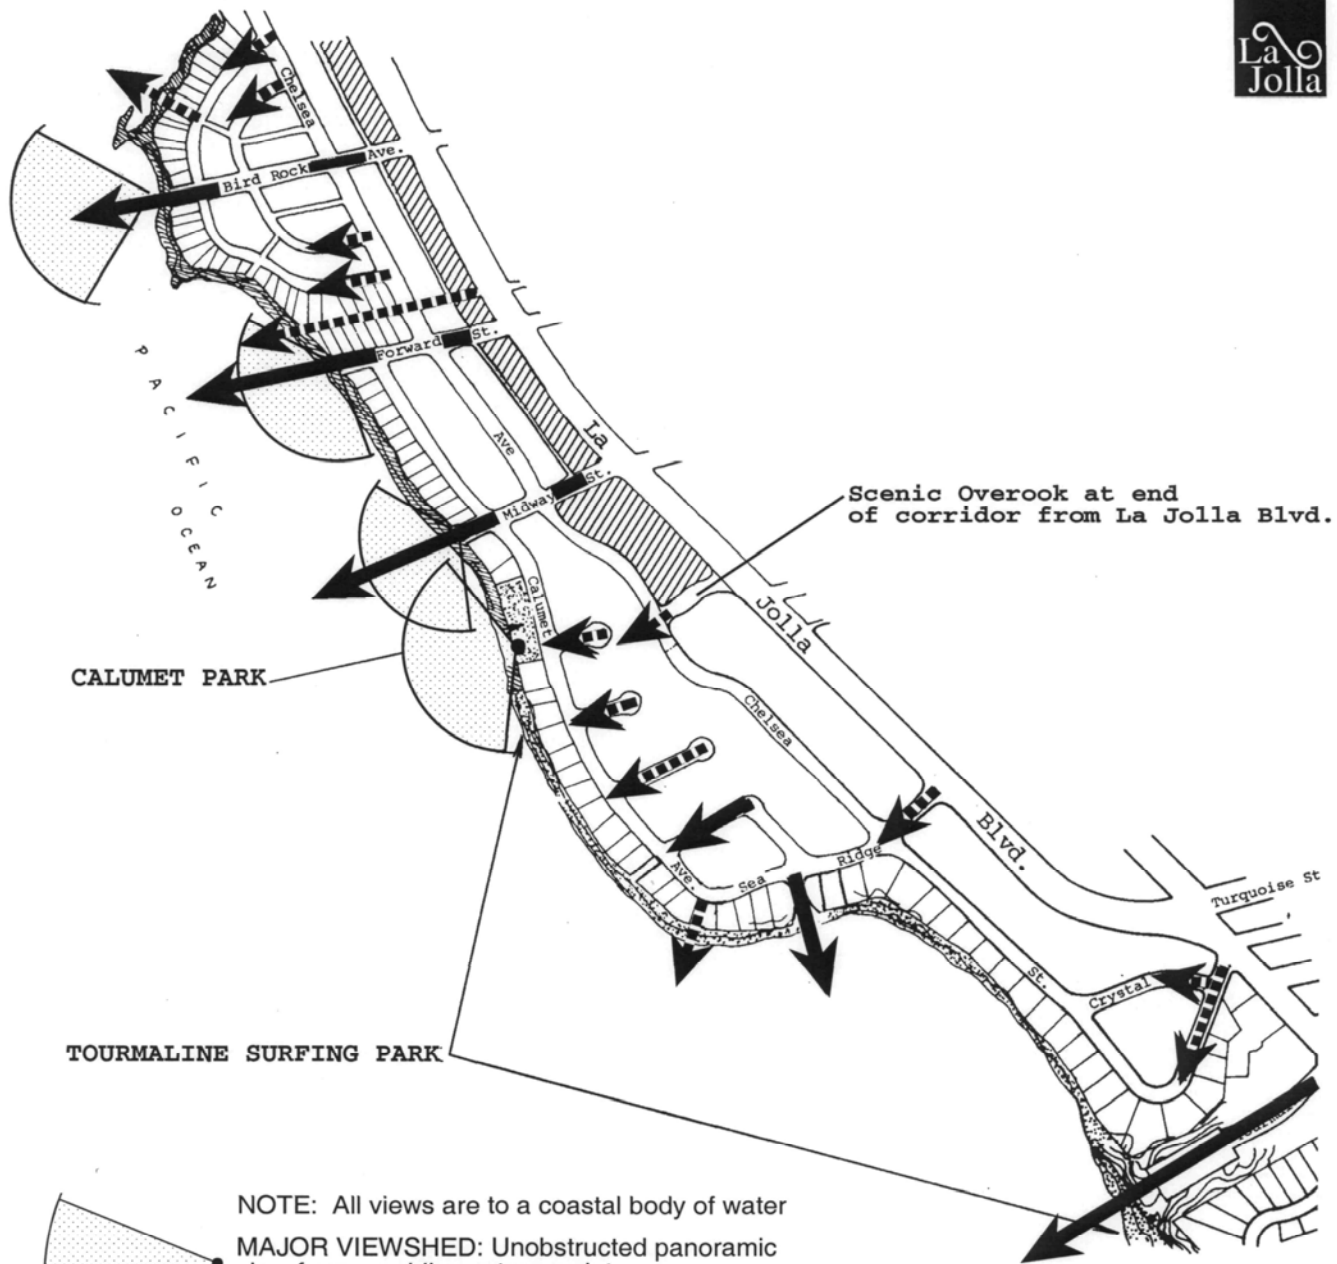 La
Jolla
Chelsea
Bird Rock Ave.
PACIFIC
OCEAN
Forward St.
Ave
La
Midway St.
Scenic Overook at end
of corridor from La Jolla Blvd.
Calumet
Jolla
CALUMET PARK
Chelsea
Blvd.
Ridge
Ave.
Sea
Turquoise St
St.
Crystal
TOURMALINE SURFING PARK
NOTE: All views are to a coastal body of water
MAJOR VIEWSHED: Unobstructed panoramic